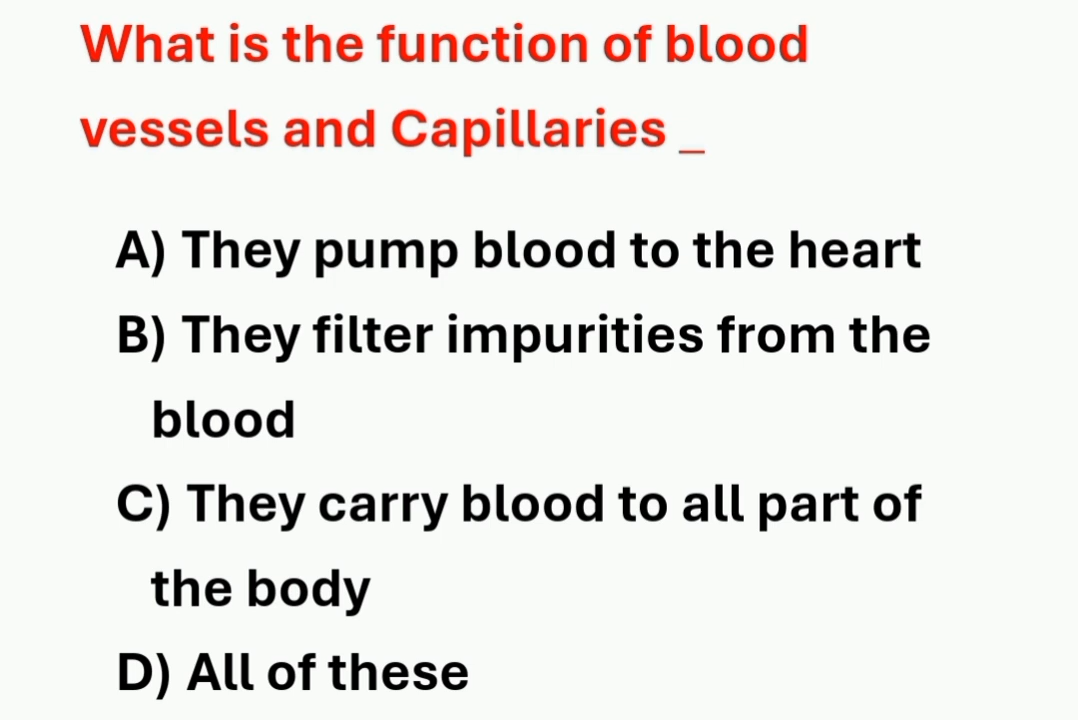 What is the function of blood
vessels and Capillaries _
A) They pump blood to the heart
B) They filter impurities from the
blood
C) They carry blood to all part of
the body
D) All of these